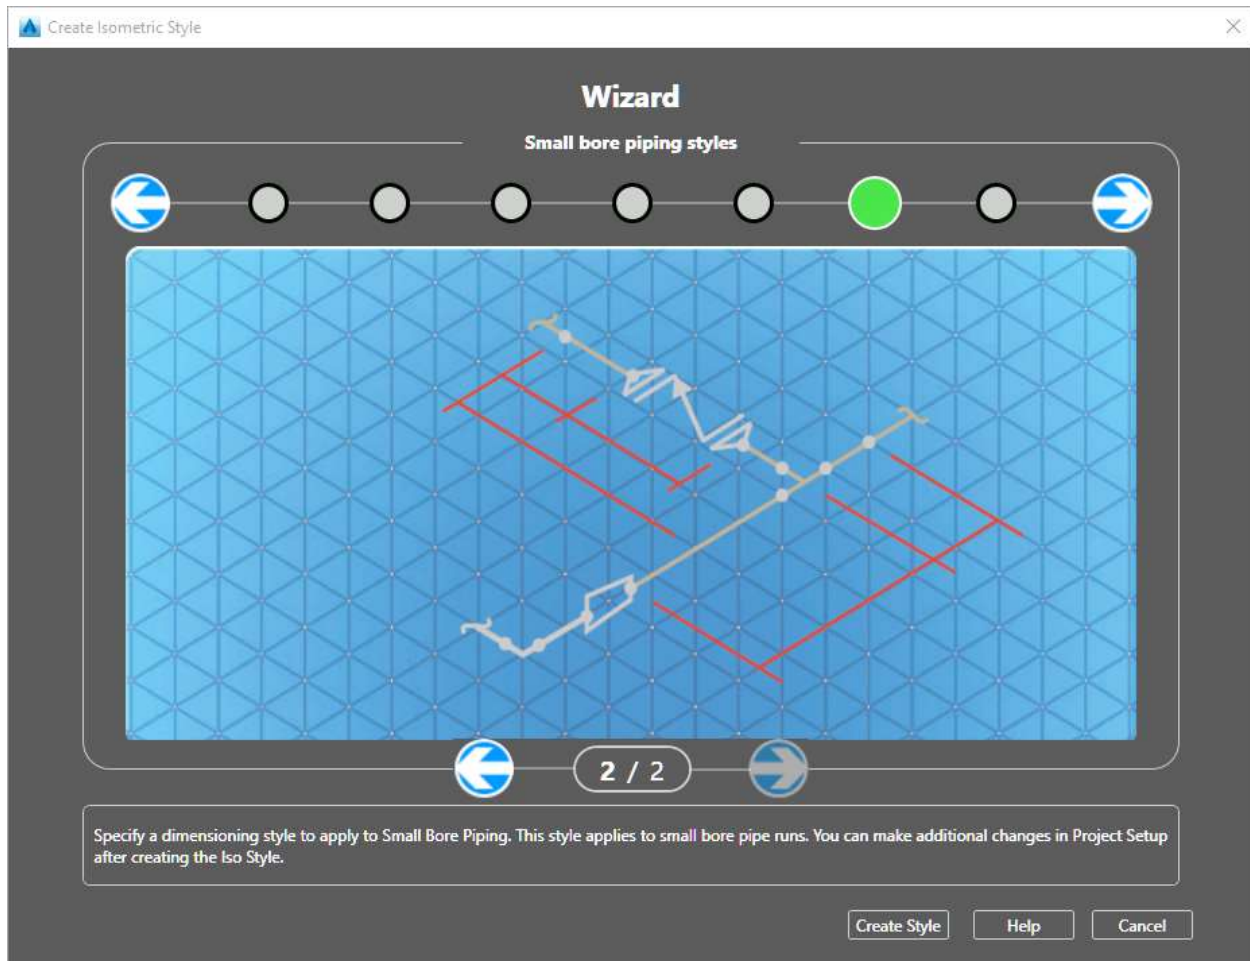 Create Isometric Style
Wizard
Small bore piping styles
2 / 2
Specify a dimensioning style to apply to Small Bore Piping. This style applies to small bore pipe runs. You can make additional changes in Project Setup
after creating the Iso Style.
Create Style
Help
Cancel